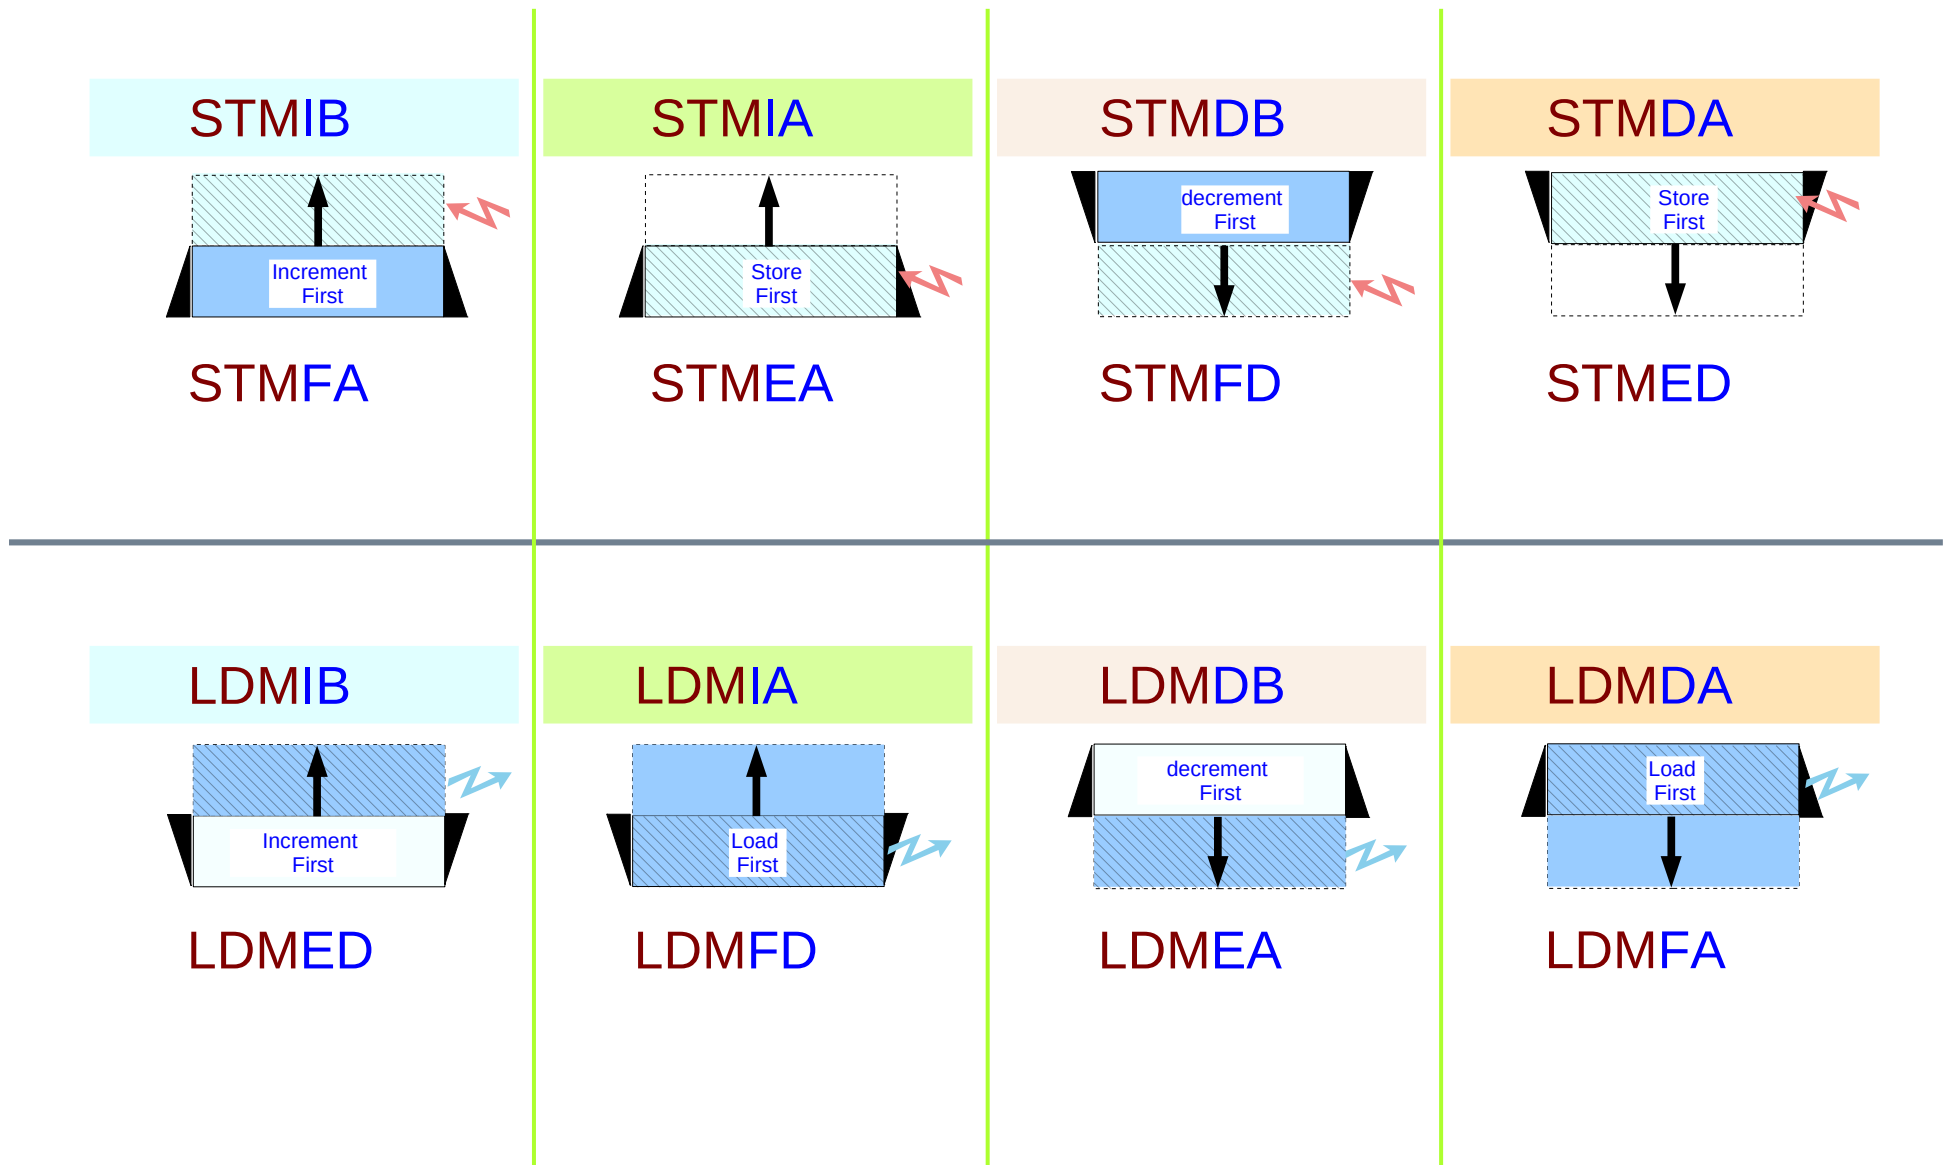 STMIB
STMIA
STMDB
STMDA
Increment
First
Store
First
decrement
First
Store
First
STMFA
STMEA
STMFD
STMED
LDMIB
LDMIA
LDMDB
LDMDA
Increment
First
Load
First
decrement
First
Load
First
LDMED
LDMFD
LDMEA
LDMFA